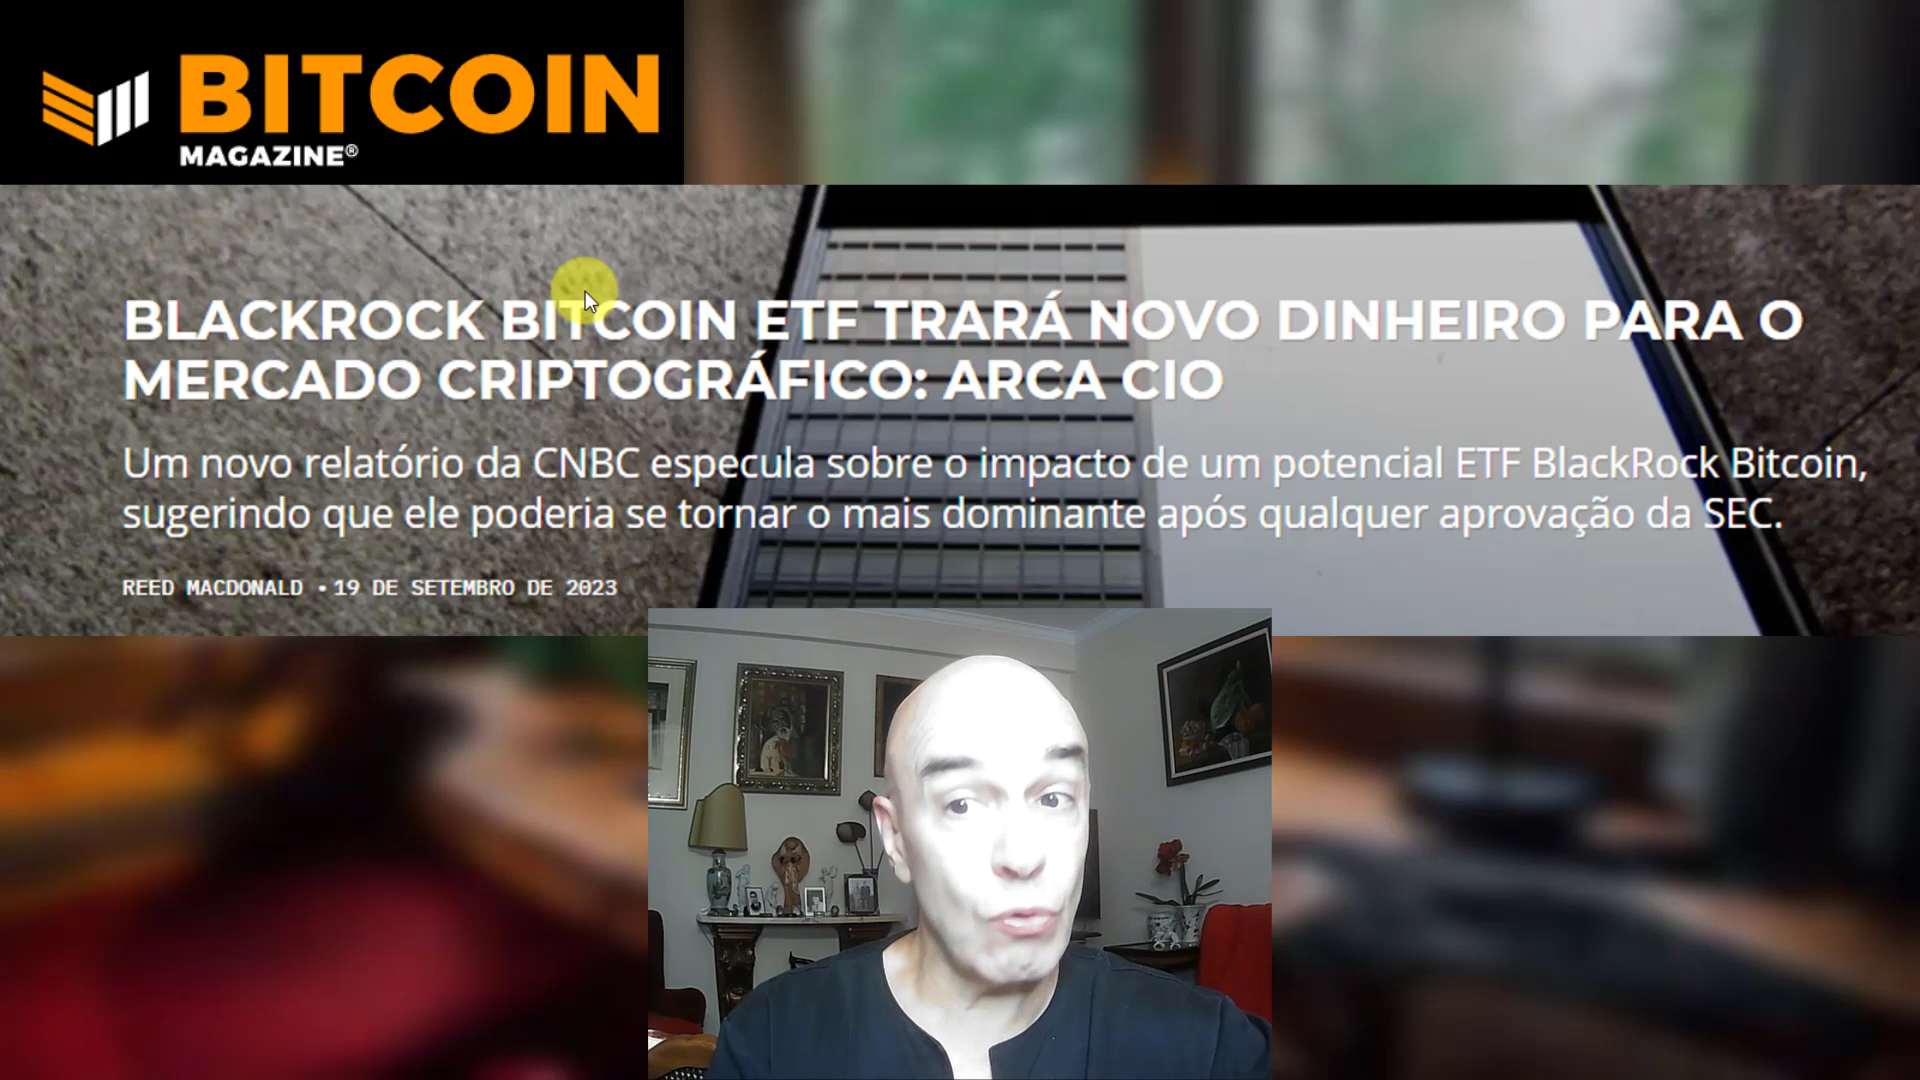 BITCOIN
MAGAZINE®
BLACKROCK BITCOIN ETF TRARÁ NOVO DINHEIRO PARA O
MERCADO CRIPTOGRÁFICO: ARCA CIO
Um novo relatório da CNBC especula sobre o impacto de um potencial ETF BlackRock Bitcoin,
sugerindo que ele poderia se tornar o mais dominante após qualquer aprovação da SEC.
REED MACDONALD • 19 DE SETEMBRO DE 2023